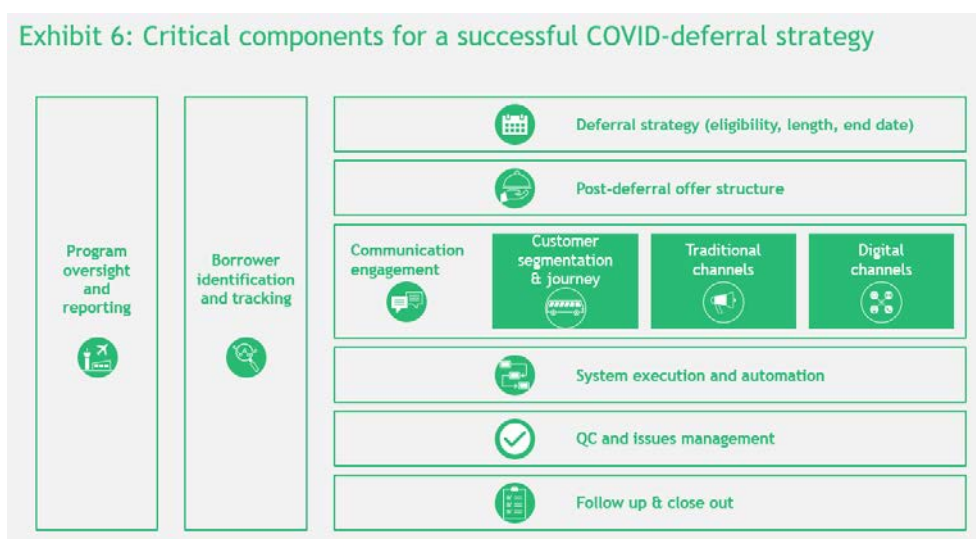 Exhibit 6: Critical components for a successful COVID-deferral strategy
Program
oversight
and
reporting
Borrower
identification
and tracking
Deferral strategy (eligibility, length, end date)
Post-deferral offer structure
Communication
engagement
Customer
segmentation
& journey
Traditional
channels
Digital
channels
System execution and automation
QC and issues management
Follow up & close out